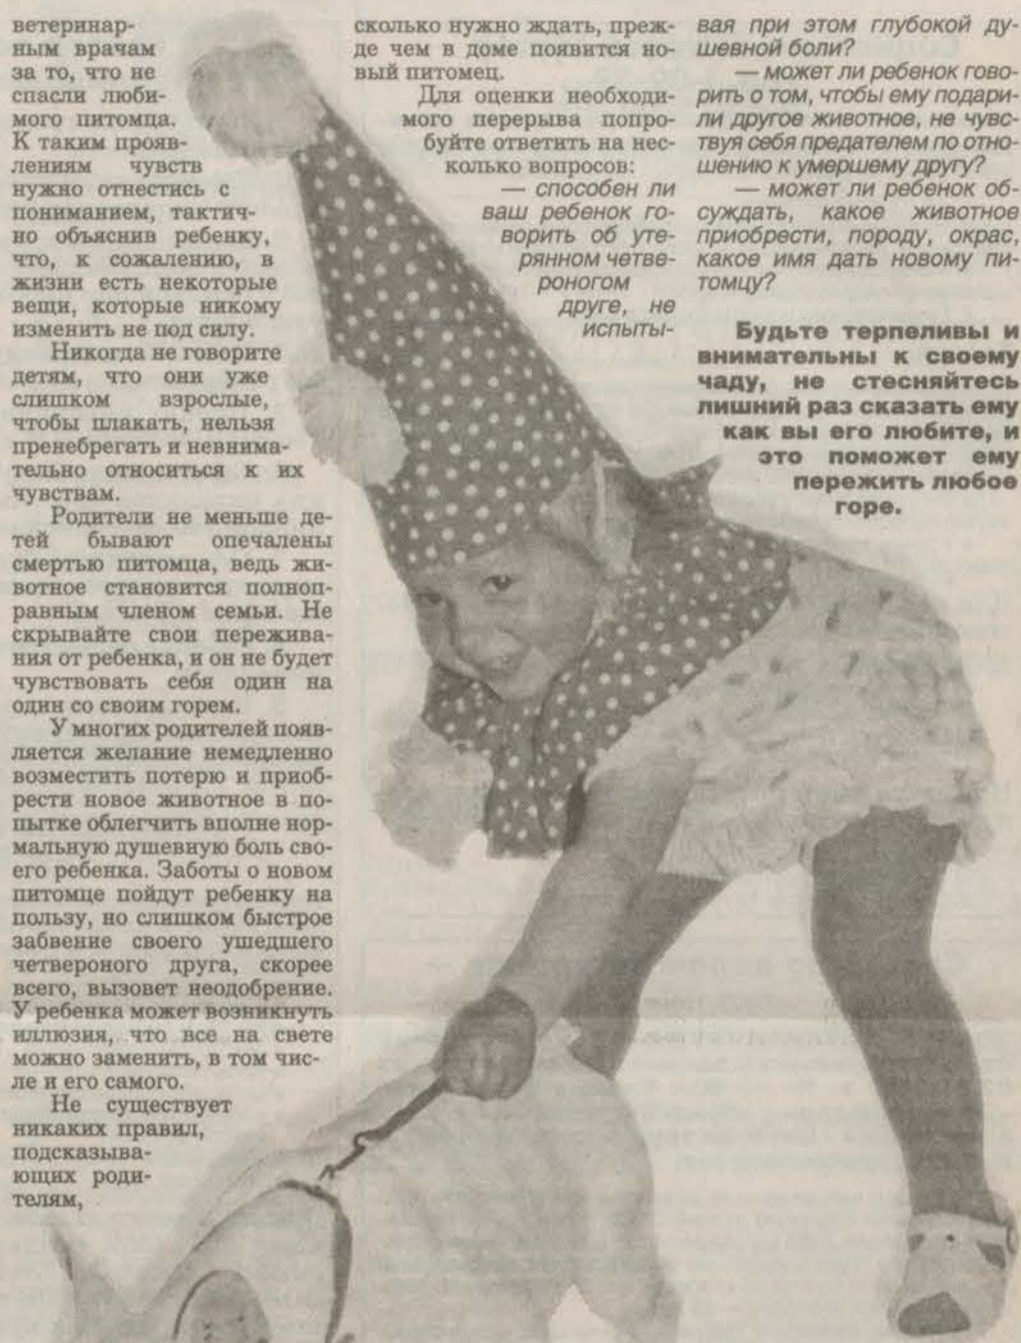 ветеринар-
ным врачам
за то, что не
спасли люби-
мого питомца.
К таким прояв-
лениям чувств
нужно отнестись с
пониманием, тактич-
но объяснив ребенку,
что, к сожалению, в
жизни есть некоторые
вещи, которые никому
изменить не под силу.
Никогда не говорите
детям, что они уже
слишком взрослые,
чтобы плакать, нельзя
пренебрегать и невнима-
тельно относиться к их
чувствам.
Родители не меньше де-
тей бывают опечалены
смертью питомца, ведь жи-
вотное становится полноп-
равным членом семьи. Не
скрывайте свои пережива-
ния от ребенка, и он не будет
чувствовать себя один на
один со своим горем.
У многих родителей появ-
ляется желание немедленно
возместить потерю и приоб-
рести новое животное в по-
пытке облегчить вполне нор-
мальную душевную боль сво-
его ребенка. Заботы о новом
питомце пойдут ребенку на
пользу, но слишком быстрое
забвение своего ушедшего
четвероного друга, скорее
всего, вызовет неодобрение.
У ребенка может возникнуть
иллюзия, что все на свете
можно заменить, в том чис-
ле и его самого.
Не существует
никаких правил,
подсказыва-
ющих роди-
телям,
сколько нужно ждать, преж-
де чем в доме появится но-
вый питомец.
Для оценки необходи-
мого перерыва попро-
буйте ответить на нес-
колько вопросов:
— способен ли
ваш ребенок го-
ворить об уте-
рянном четве-
роногом
друге, не
испыты-
вая при этом глубокой ду-
шевной боли?
— может ли ребенок гово-
рить о том, чтобы ему подари-
ли другое животное, не чувс-
твуя себя предателем по отно-
шению к умершему другу?
— может ли ребенок об-
суждать, какое животное
приобрести, породу, окрас,
какое имя дать новому пи-
томцу?
Будьте терпеливы и
внимательны к своему
чаду, не стесняйтесь
лишний раз сказать ему
как вы его любите, и
это поможет ему
пережить любое
горе.